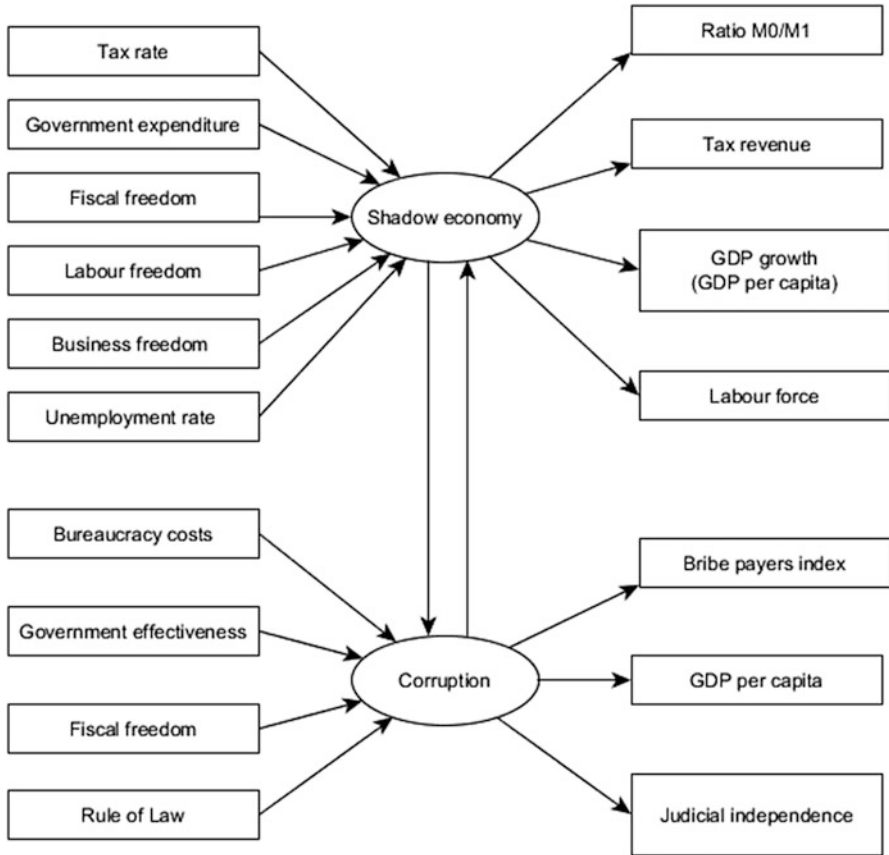 Tax rate
Government expenditure
Fiscal freedom
Labour freedom
Business freedom
Unemployment rate
Shadow economy
Ratio M0/M1
Tax revenue
GDP growth
(GDP per capita)
Labour force
Bureaucracy costs
Government effectiveness
Fiscal freedom
Rule of Law
Corruption
Bribe payers index
GDP per capita
Judicial independence